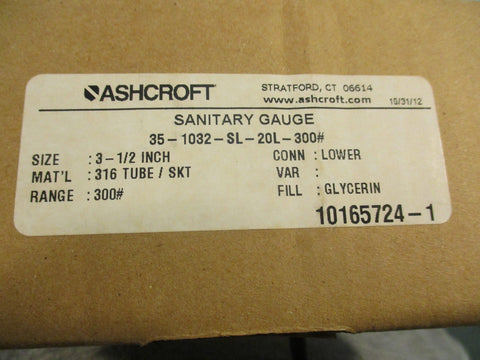 ASHCROFT
STRATFORD, CT 06614
www.ashcroft.com 10/31/12
SANITARY GAUGE
35-1032-SL-20L-300#
SIZE : 3-1/2 INCH CONN : LOWER
MAT'L : 316 TUBE / SKT VAR :
RANGE : 300# FILL : GLYCERIN
10165724-1